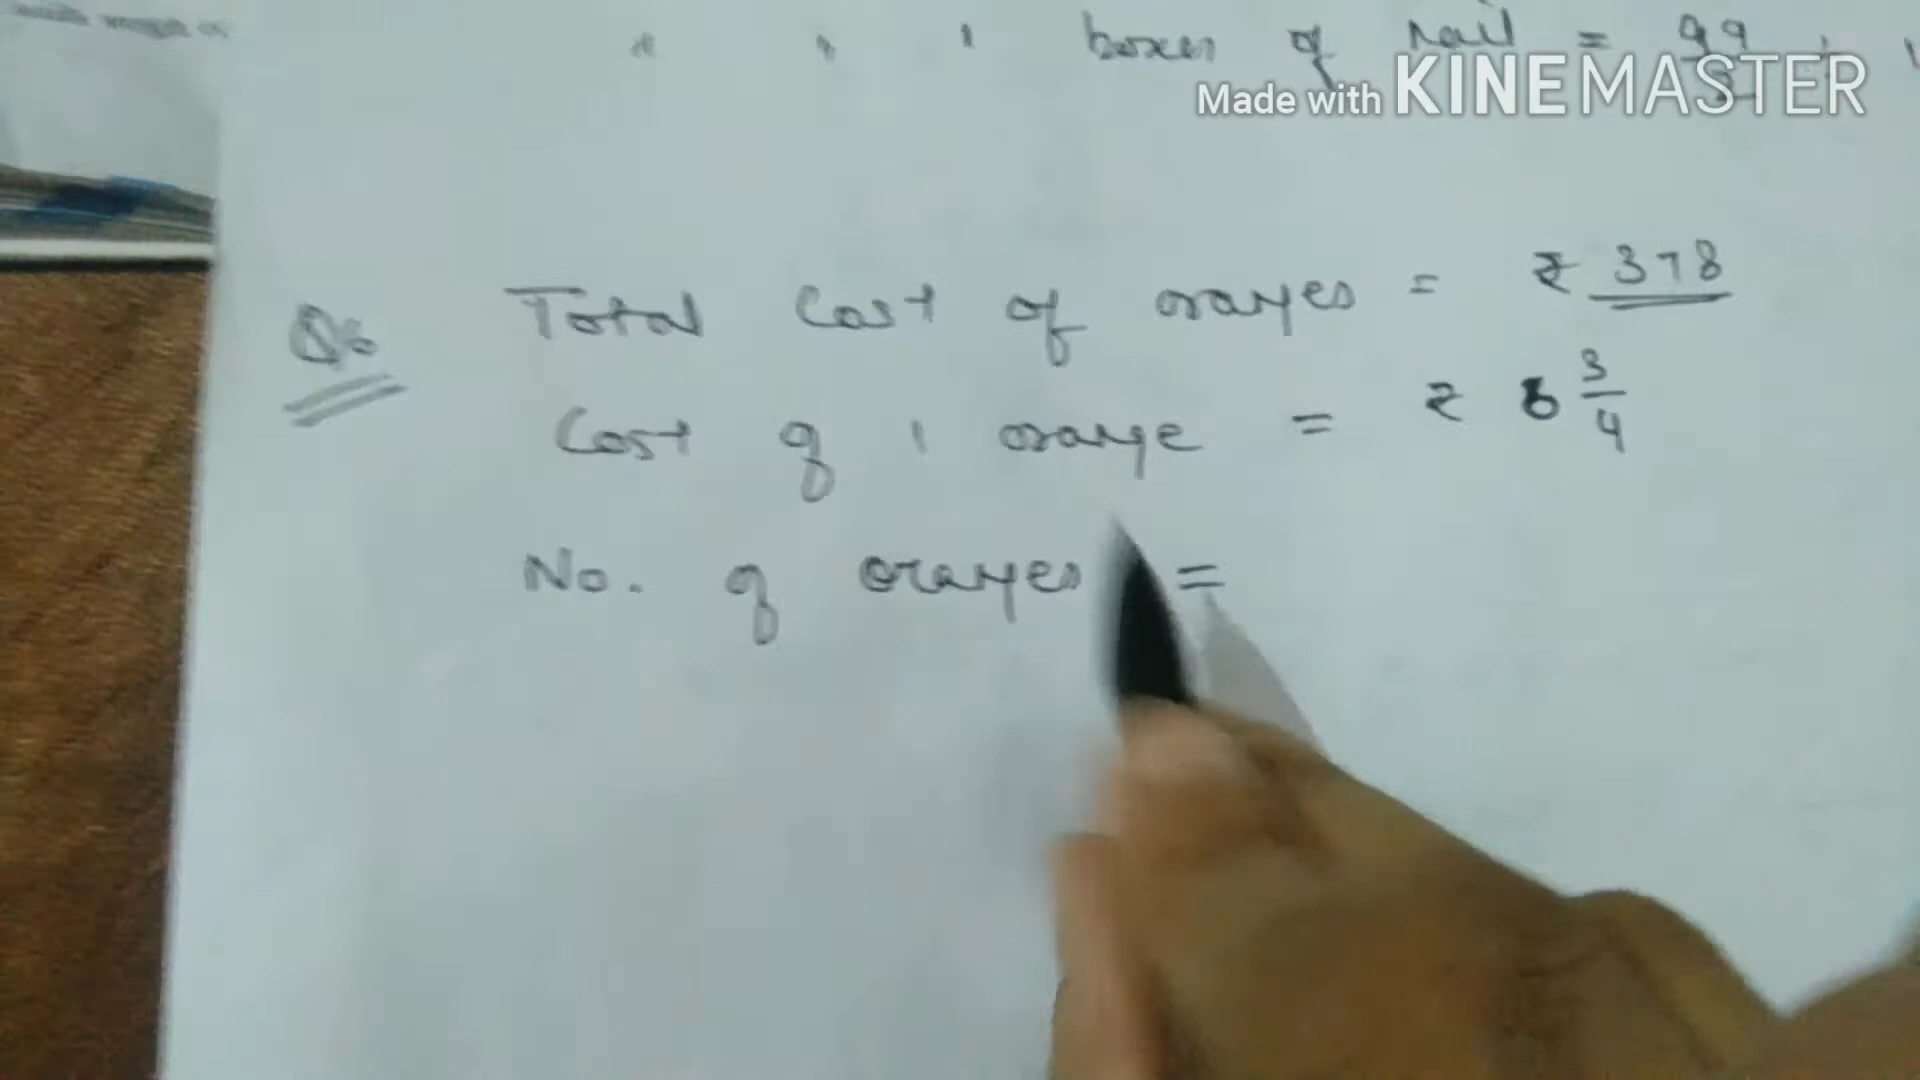 boxes of nail = 99
Made with KINEMASTER
Q6 Total Cost of oranges = ₹ 378
Cost of 1 orange = ₹ 6 3/4
No. of oranges =